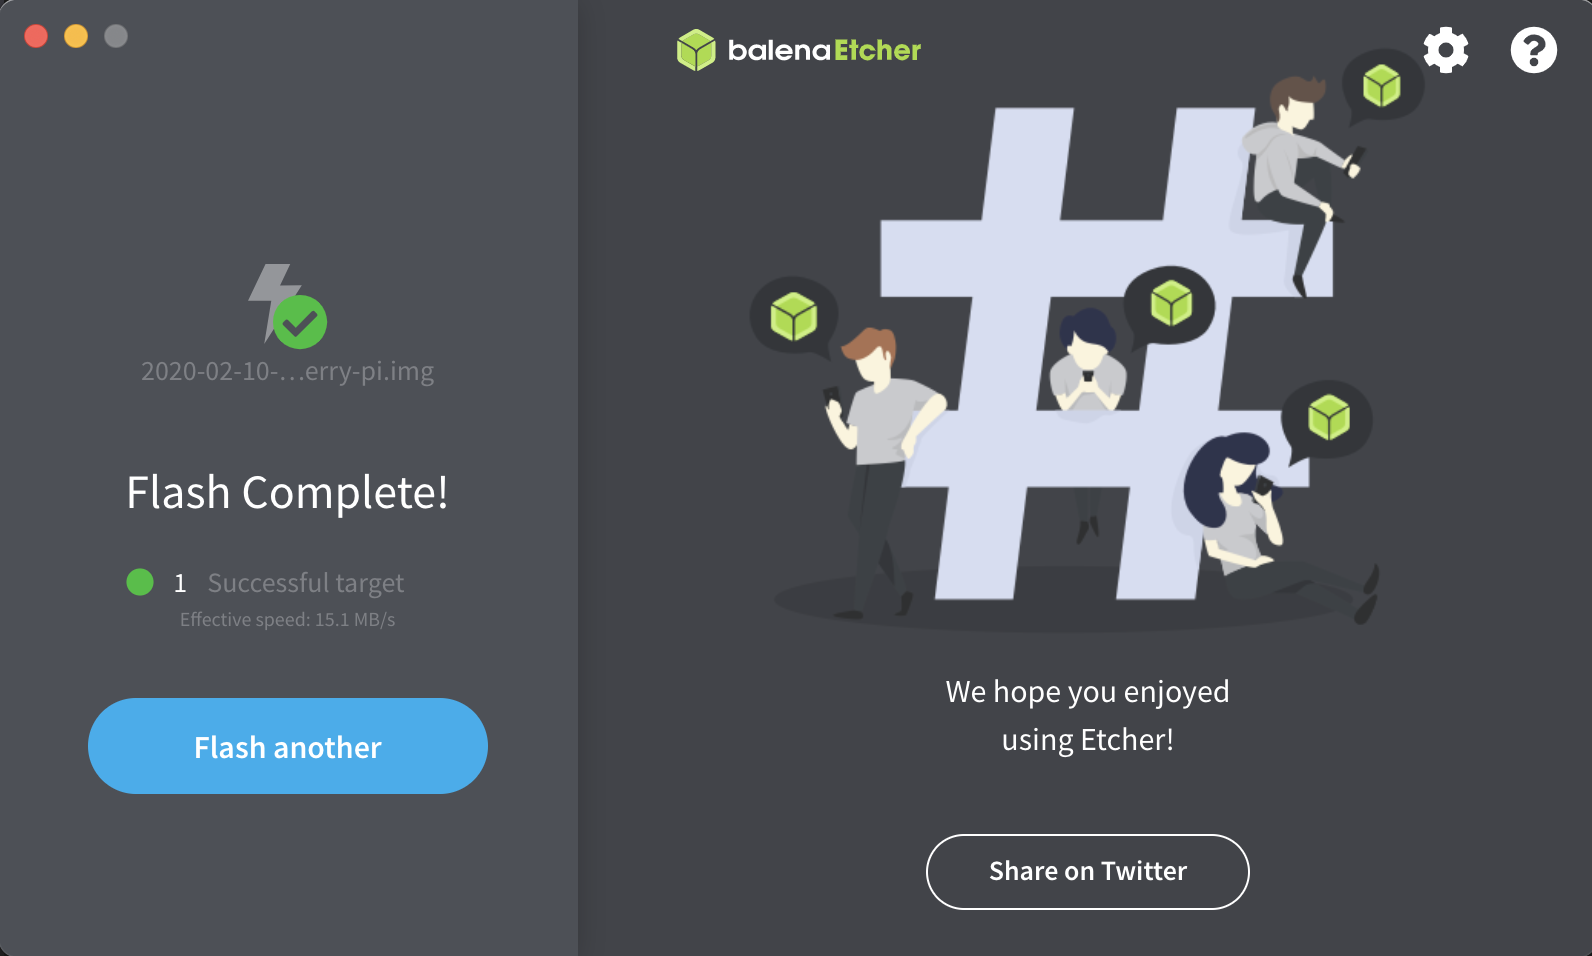 balenaEtcher
2020-02-10-…erry-pi.img
Flash Complete!
1 Successful target
Effective speed: 15.1 MB/s
Flash another
We hope you enjoyed
using Etcher!
Share on Twitter